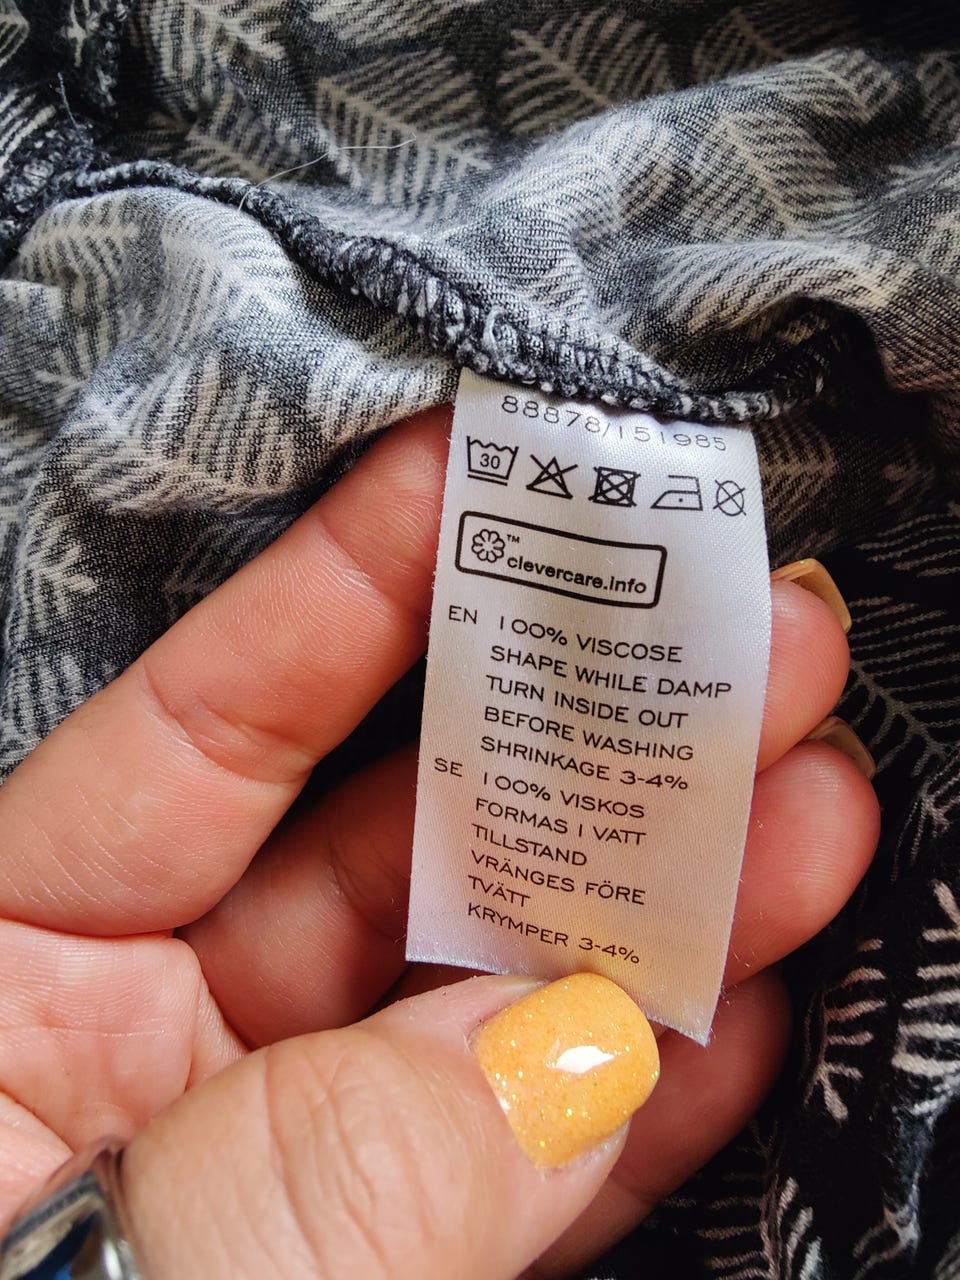 88878/151985
30
™
clevercare.info
EN 100% VISCOSE
SHAPE WHILE DAMP
TURN INSIDE OUT
BEFORE WASHING
SHRINKAGE 3-4%
SE 100% VISKOS
FORMAS I VATT
TILLSTAND
VRÄNGES FÖRE
TVÄTT
KRYMPER 3-4%